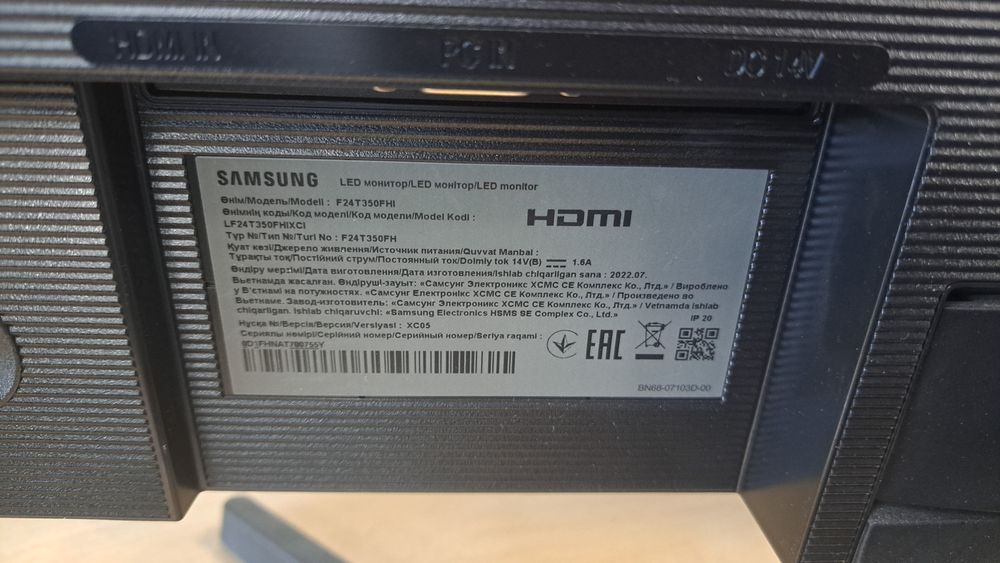 HDMI IN PC IN DC 14V
SAMSUNG LED монитор/LED монітор/LED monitor
Өнім/Модель/Modeli : F24T350FHI
HDMI
Өнімнің коды/Код моделі/Код модели/Model Kodi :
LF24T350FHIXCI
Түр №/Тип №/Turi No : F24T350FH
Қуат көзі/Джерело живлення/Источник питания/Quvvat Manbai :
Тұрақты ток/Постійний струм/Постоянный ток/Doimiy tok 14V(В) 1.6A
Өндіру мерзімі/Дата виготовлення/Дата изготовления/Ishlab chiqarilgan sana : 2022.07.
Вьетнамда жасалған. Өндіруші-зауыт: «Самсунг Электроникс ХСМС СЕ Комплекс Ко., Лтд.» / Вироблено
у В'єтнамі на потужностях. «Самсунг Електронікс ХСМС СЕ Комплекс Ко., Лтд.» / Произведено во
Вьетнаме. Завод-изготовитель: «Самсунг Электроникс ХСМС СЕ Комплекс Ко., Лтд.» / Vetnamda ishlab
chiqarilgan. Ishlab chiqaruvchi: «Samsung Electronics HSMS SE Complex Co., Ltd.»
IP 20
Нұсқа №/Версія/Версия/Versiyasi : XC05
Сериялы нөмірі/Серійний номер/Серийный номер/Seriya raqami :
0D1FHNAT700755Y
EAC
BN68-07103D-00